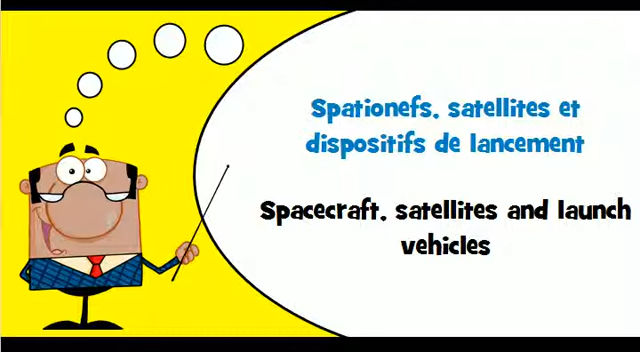 Spationefs, satellites et
dispositifs de lancement
Spacecraft, satellites and launch
vehicles